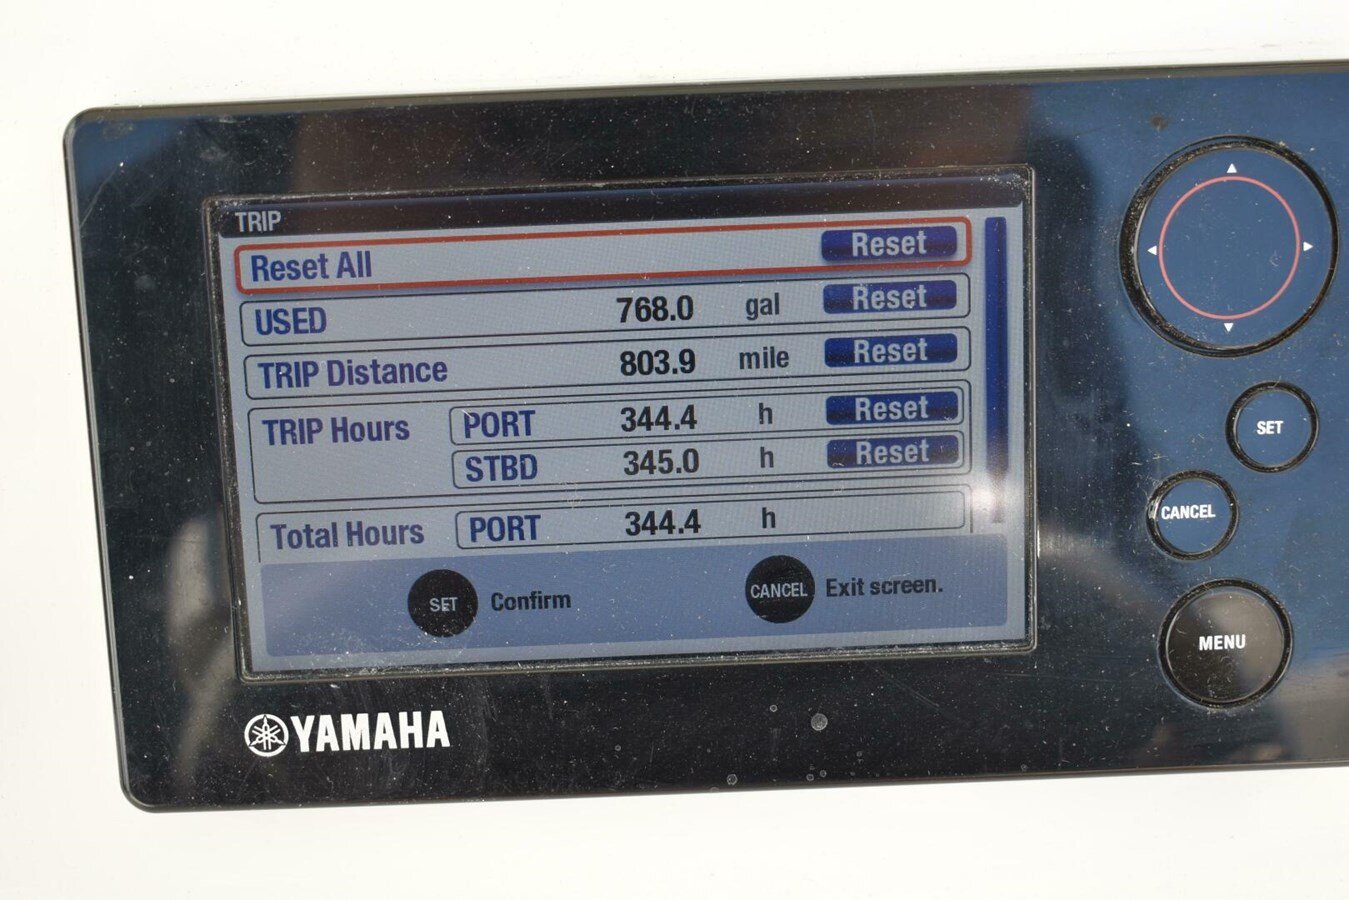 TRIP
Reset All Reset
USED 768.0 gal Reset
TRIP Distance 803.9 mile Reset
TRIP Hours PORT 344.4 h Reset
STBD 345.0 h Reset
Total Hours PORT 344.4 h
SET Confirm CANCEL Exit screen.
SET
CANCEL
MENU
YAMAHA